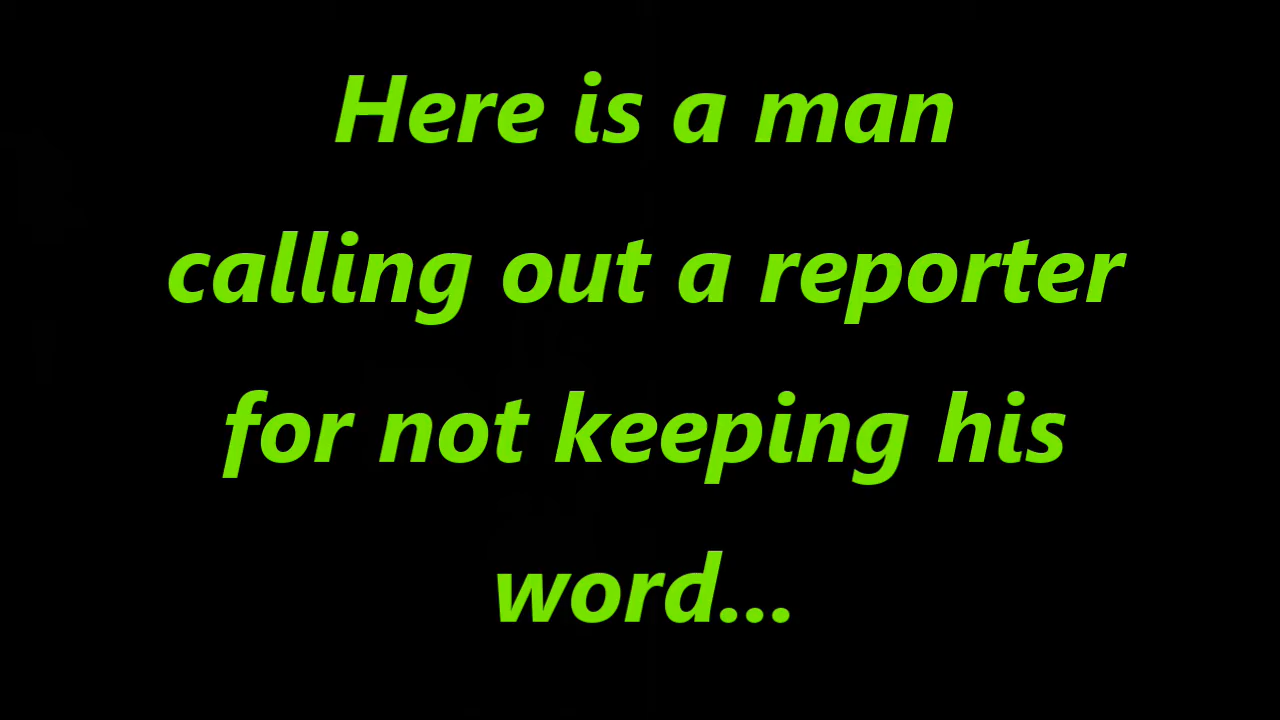 Here is a man
calling out a reporter
for not keeping his
word...